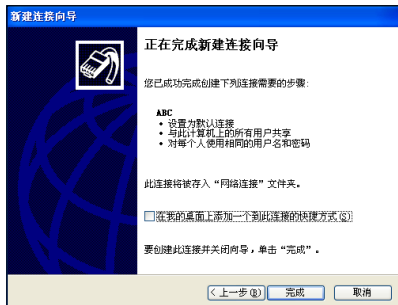 新建连接向导
正在完成新建连接向导
您已成功完成创建下列连接需要的步骤:
ABC
• 设置为默认连接
• 与此计算机上的所有用户共享
• 对每个人使用相同的用户名和密码
此连接将被存入“网络连接”文件夹。
在我的桌面上添加一个到此连接的快捷方式(S)
要创建此连接并关闭向导，单击“完成”。
< 上一步(B) 完成 取消